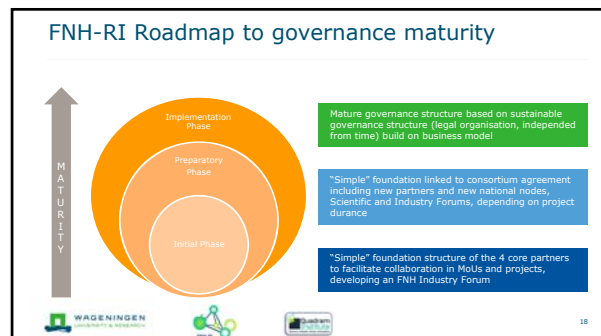 FNH-RI Roadmap to governance maturity
MATURITY
Implementation
Phase
Preparatory
Phase
Initial Phase
Mature governance structure based on sustainable
governance structure (legal organisation, independed
from time) build on business model
“Simple” foundation linked to consortium agreement
including new partners and new national nodes,
Scientific and Industry Forums, depending on project
durance
“Simple” foundation structure of the 4 core partners
to facilitate collaboration in MoUs and projects,
developing an FNH Industry Forum
WAGENINGEN
UNIVERSITY & RESEARCH
Quadram
Institute
18